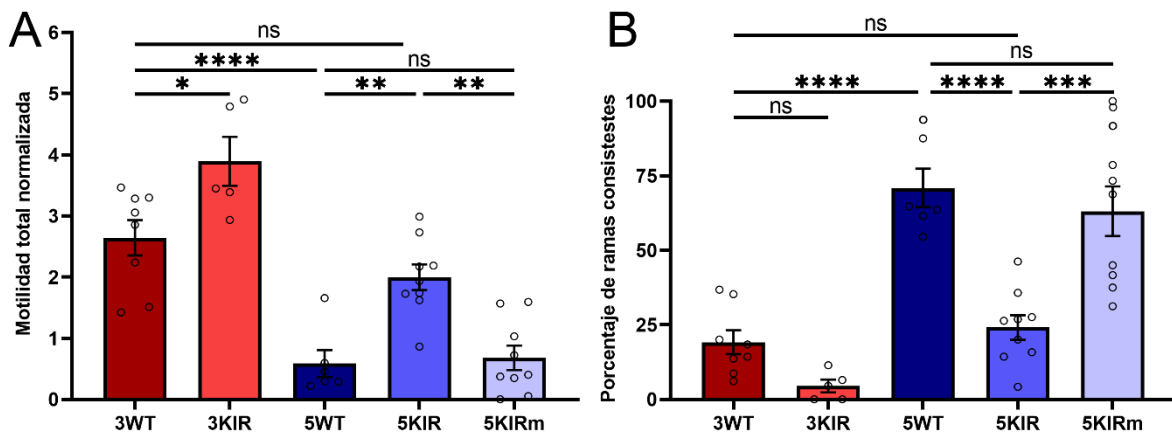 A
ns
**** ns
* ** **
Motilidad total normalizada
6
5
4
3
2
1
0
3WT 3KIR 5WT 5KIR 5KIRm
B
ns
ns
**** **** ***
ns
Porcentaje de ramas consistestes
100
75
50
25
0
3WT 3KIR 5WT 5KIR 5KIRm